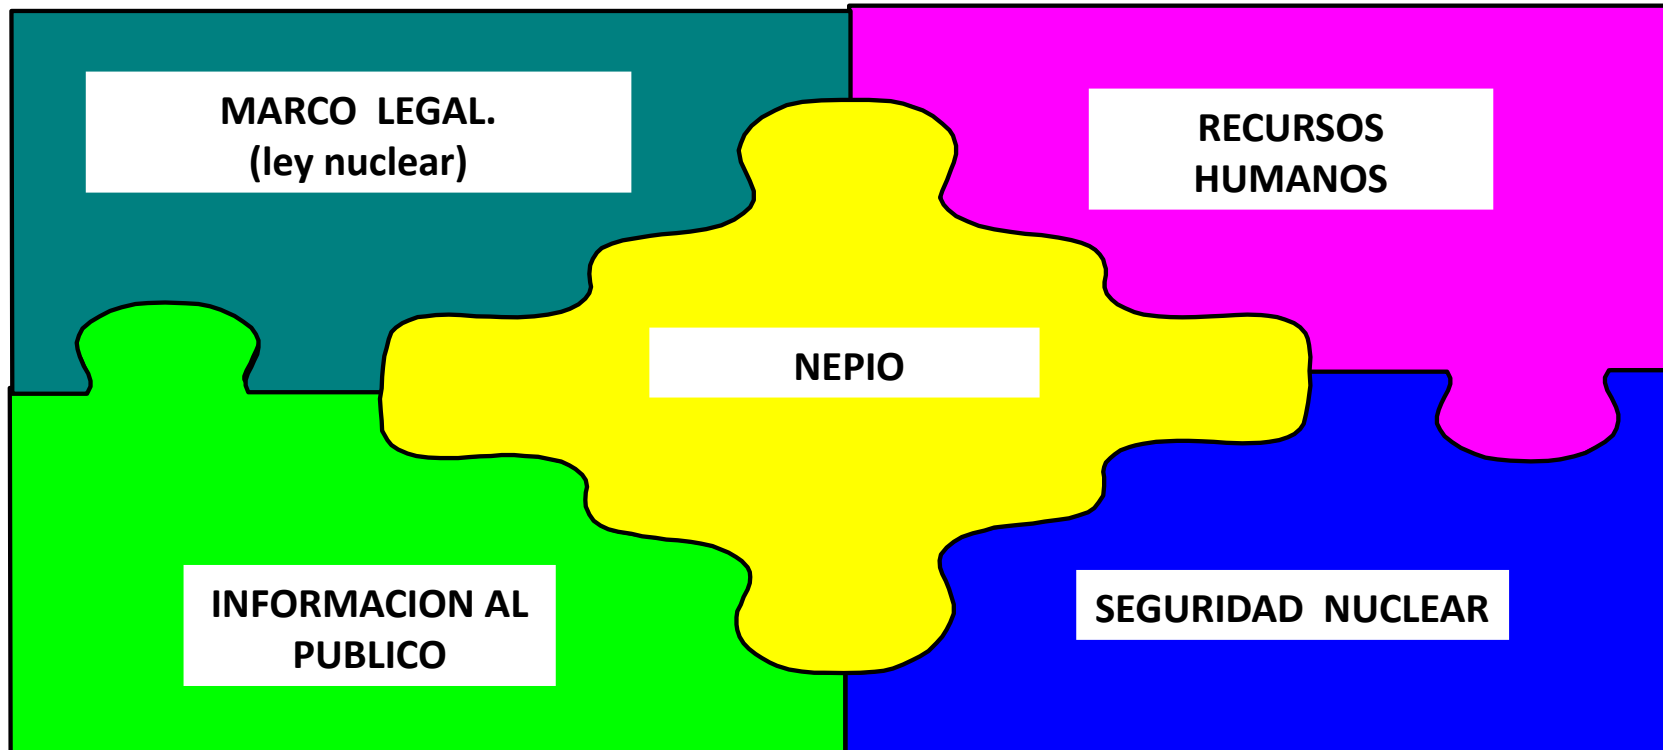 MARCO LEGAL.
(ley nuclear)
RECURSOS
HUMANOS
NEPIO
INFORMACION AL
PUBLICO
SEGURIDAD NUCLEAR